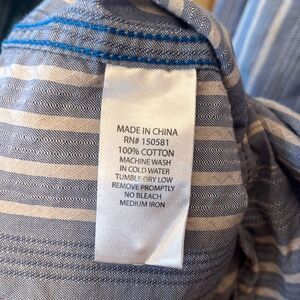 MADE IN CHINA
RN# 150581
100% COTTON
MACHINE WASH
IN COLD WATER
TUMBLE DRY LOW
REMOVE PROMPTLY
NO BLEACH
MEDIUM IRON